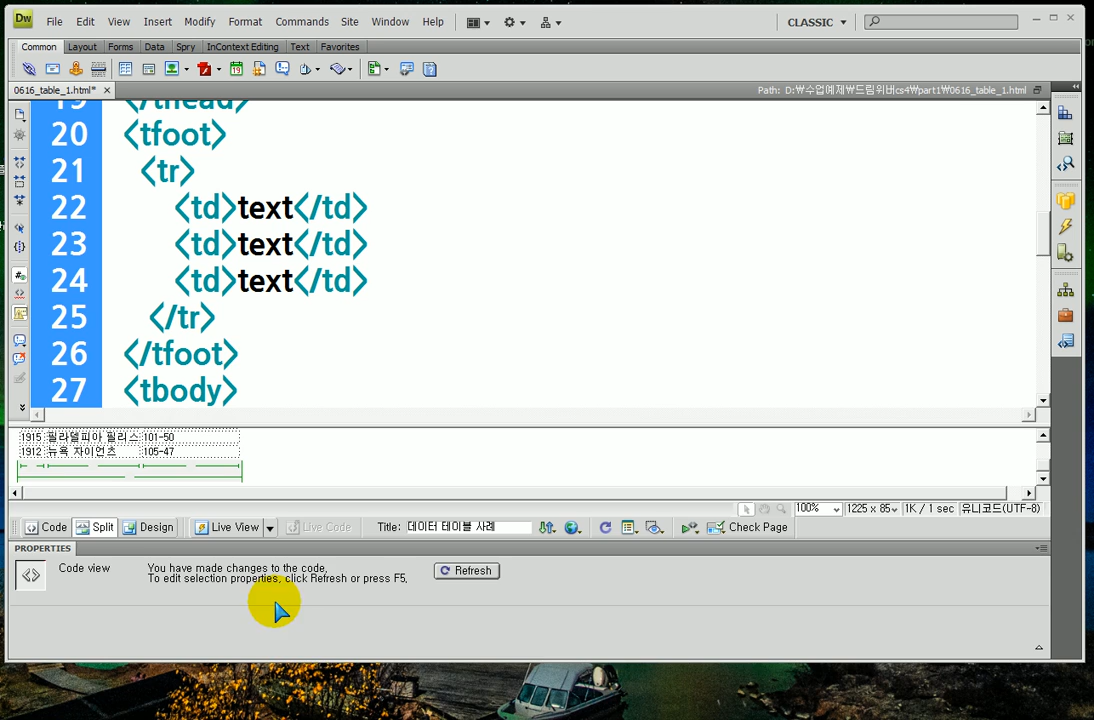 Dw File Edit View Insert Modify Format Commands Site Window Help CLASSIC
Common Layout Forms Data Spry InContext Editing Text Favorites
0616_table_1.html* Path: D:₩수업예제₩드림위버cs4₩part1₩0616_table_1.html
19 </thead>
20 <tfoot>
21 <tr>
22 <td>text</td>
23 <td>text</td>
24 <td>text</td>
25 </tr>
26 </tfoot>
27 <tbody>
1915 필라델피아 필리스 101-50
1912 뉴욕 자이언츠 105-47
100% 1225 x 85 1K / 1 sec 유니코드(UTF-8)
Code Split Design Live View Live Code Title: 데이터 테이블 사례 Check Page
PROPERTIES
Code view
You have made changes to the code.
To edit selection properties, click Refresh or press F5.
Refresh